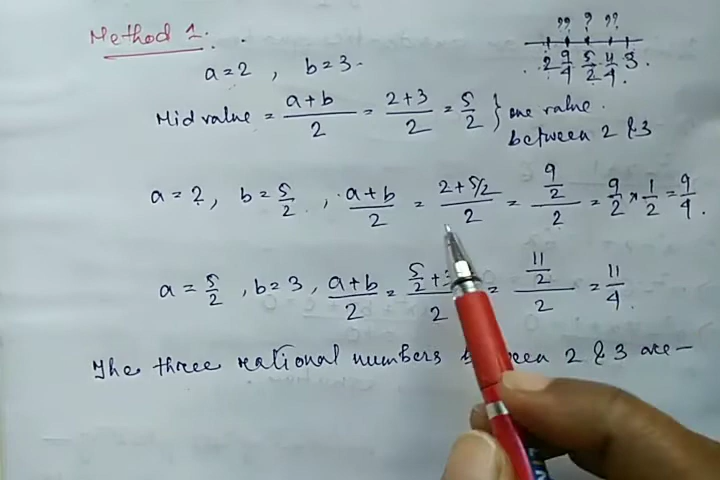 Method 1.
?? ? ??
2 9/4 5/2 11/4 3.
a=2, b=3.
Mid value = a+b/2 = 2+3/2 = 5/2 } one value.
between 2 & 3
a=2, b=5/2, a+b/2 = 2+5/2/2 = 9/2/2 = 9/2 × 1/2 = 9/4.
a=5/2, b=3, a+b/2 = 5/2+ /2 = 11/2/2 = 11/4.
The three rational numbers 2 & 3 are-